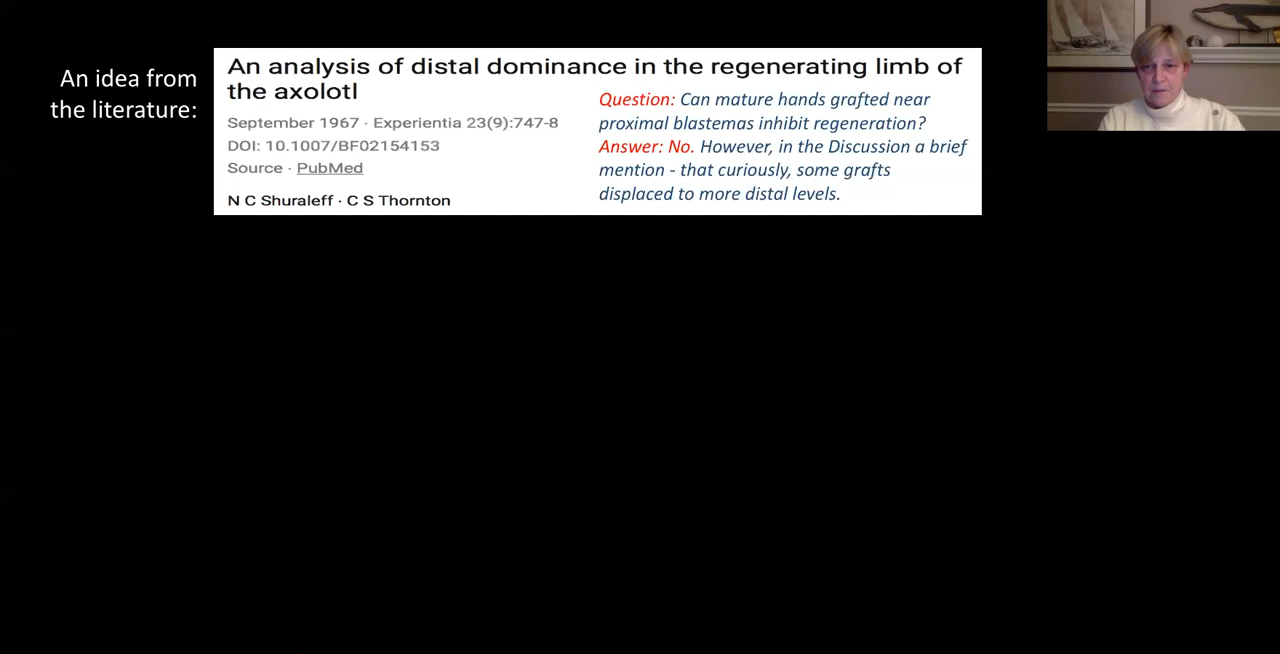 An idea from
the literature:
An analysis of distal dominance in the regenerating limb of
the axolotl
September 1967 · Experientia 23(9):747-8
DOI: 10.1007/BF02154153
Source · PubMed
N C Shuraleff · C S Thornton
Question: Can mature hands grafted near
proximal blastemas inhibit regeneration?
Answer: No. However, in the Discussion a brief
mention - that curiously, some grafts
displaced to more distal levels.